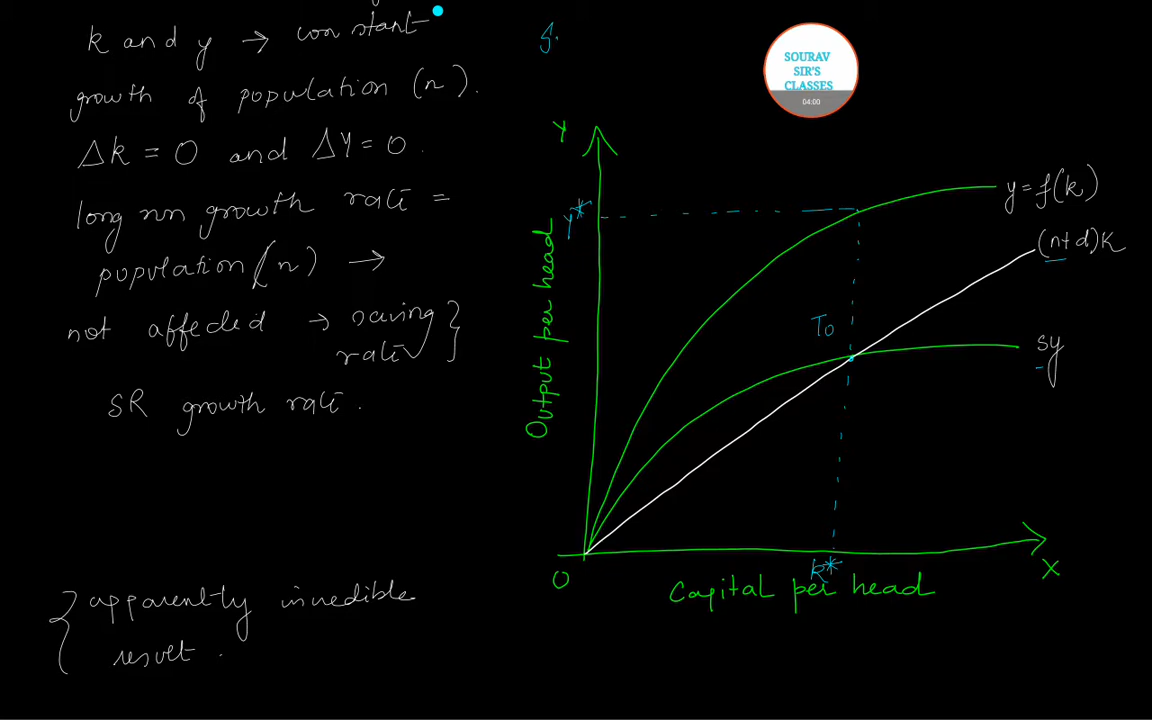 k and y → constant
growth of population (n).
Δk = 0 and ΔY = 0.
long run growth rate =
population (n) →
not affected → saving
rate
SR growth rate.
{ apparently incredible
result.
S.
SOURAV
SIR'S
CLASSES
04:00
Y
y = f(k)
Y*
(n+d)K
Output per head
To
sy
O
k*
X
Capital per head